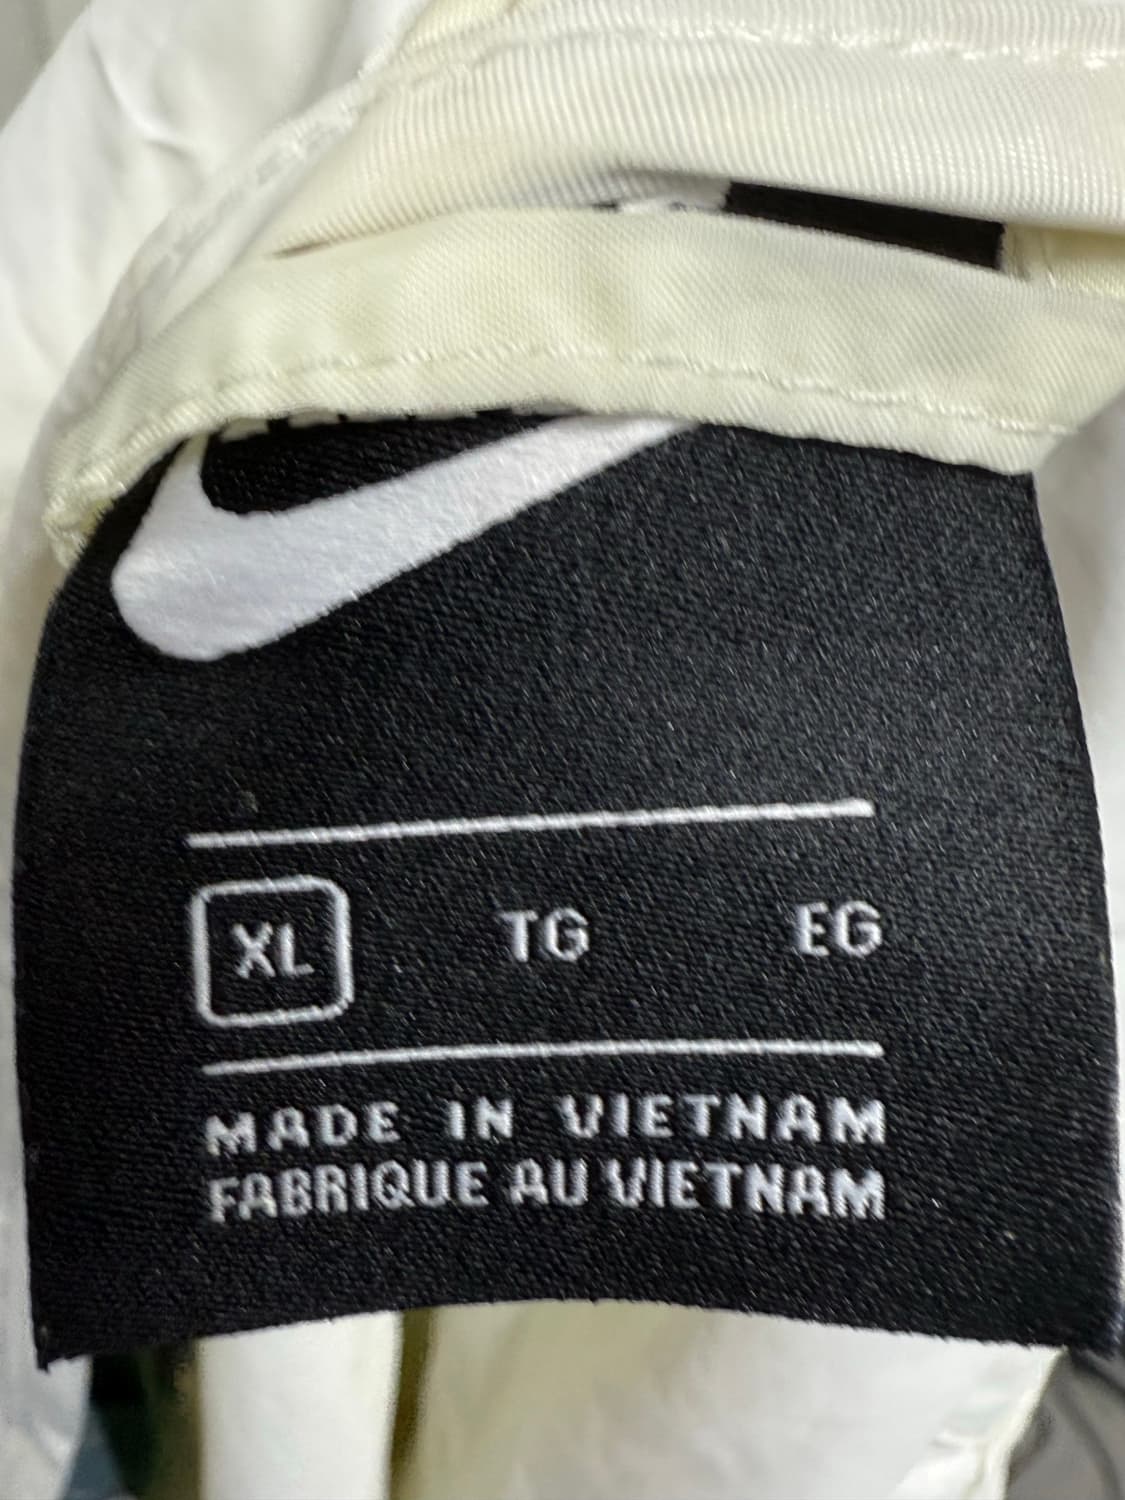 XL TG EG
MADE IN VIETNAM
FABRIQUE AU VIETNAM